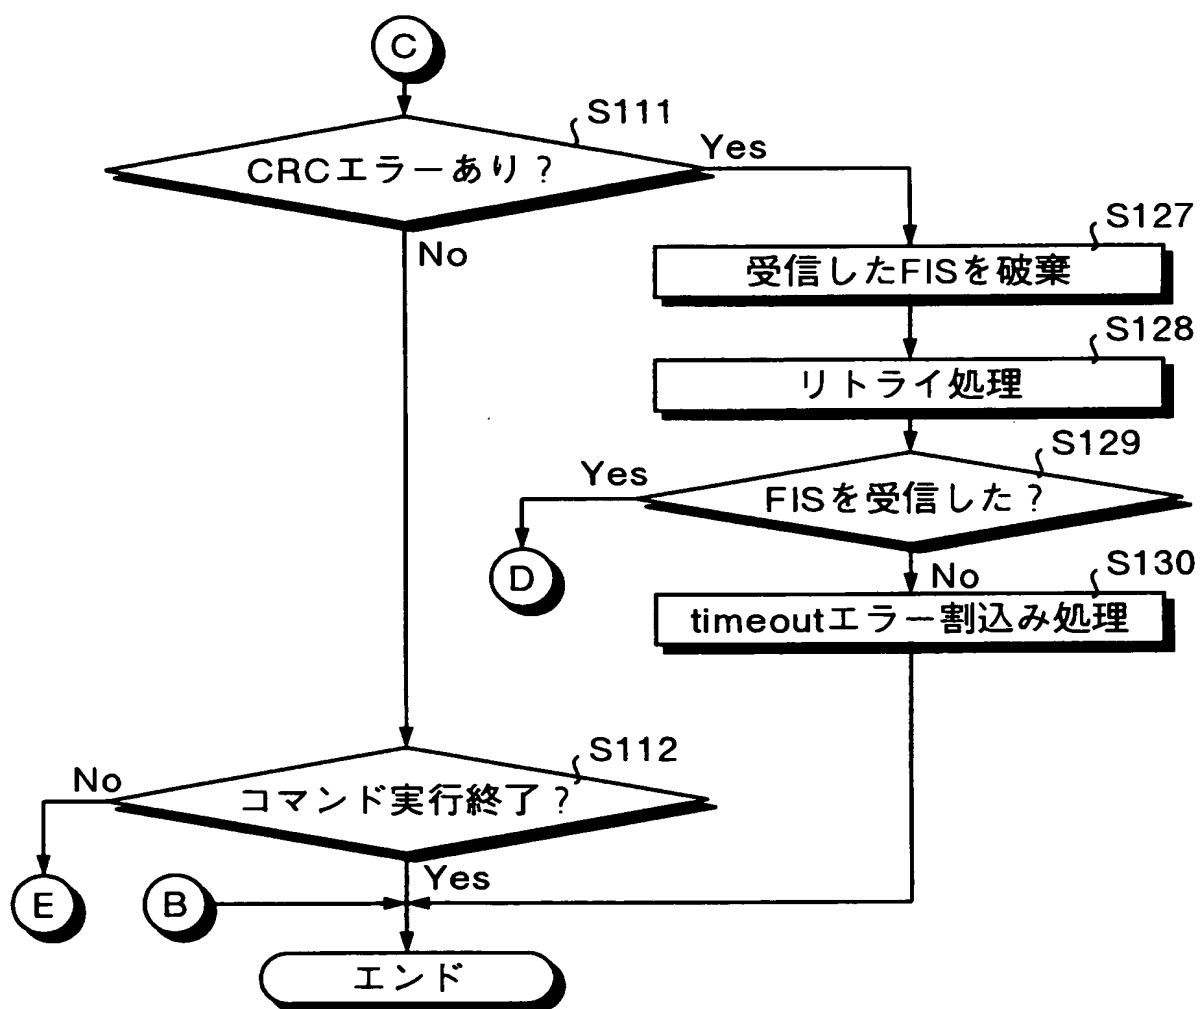 C
S111
CRCエラーあり?
Yes
No
S127
受信したFISを破棄
S128
リトライ処理
S129
Yes
FISを受信した?
D
No
S130
timeoutエラー割込み処理
S112
No
コマンド実行終了?
Yes
E
B
エンド